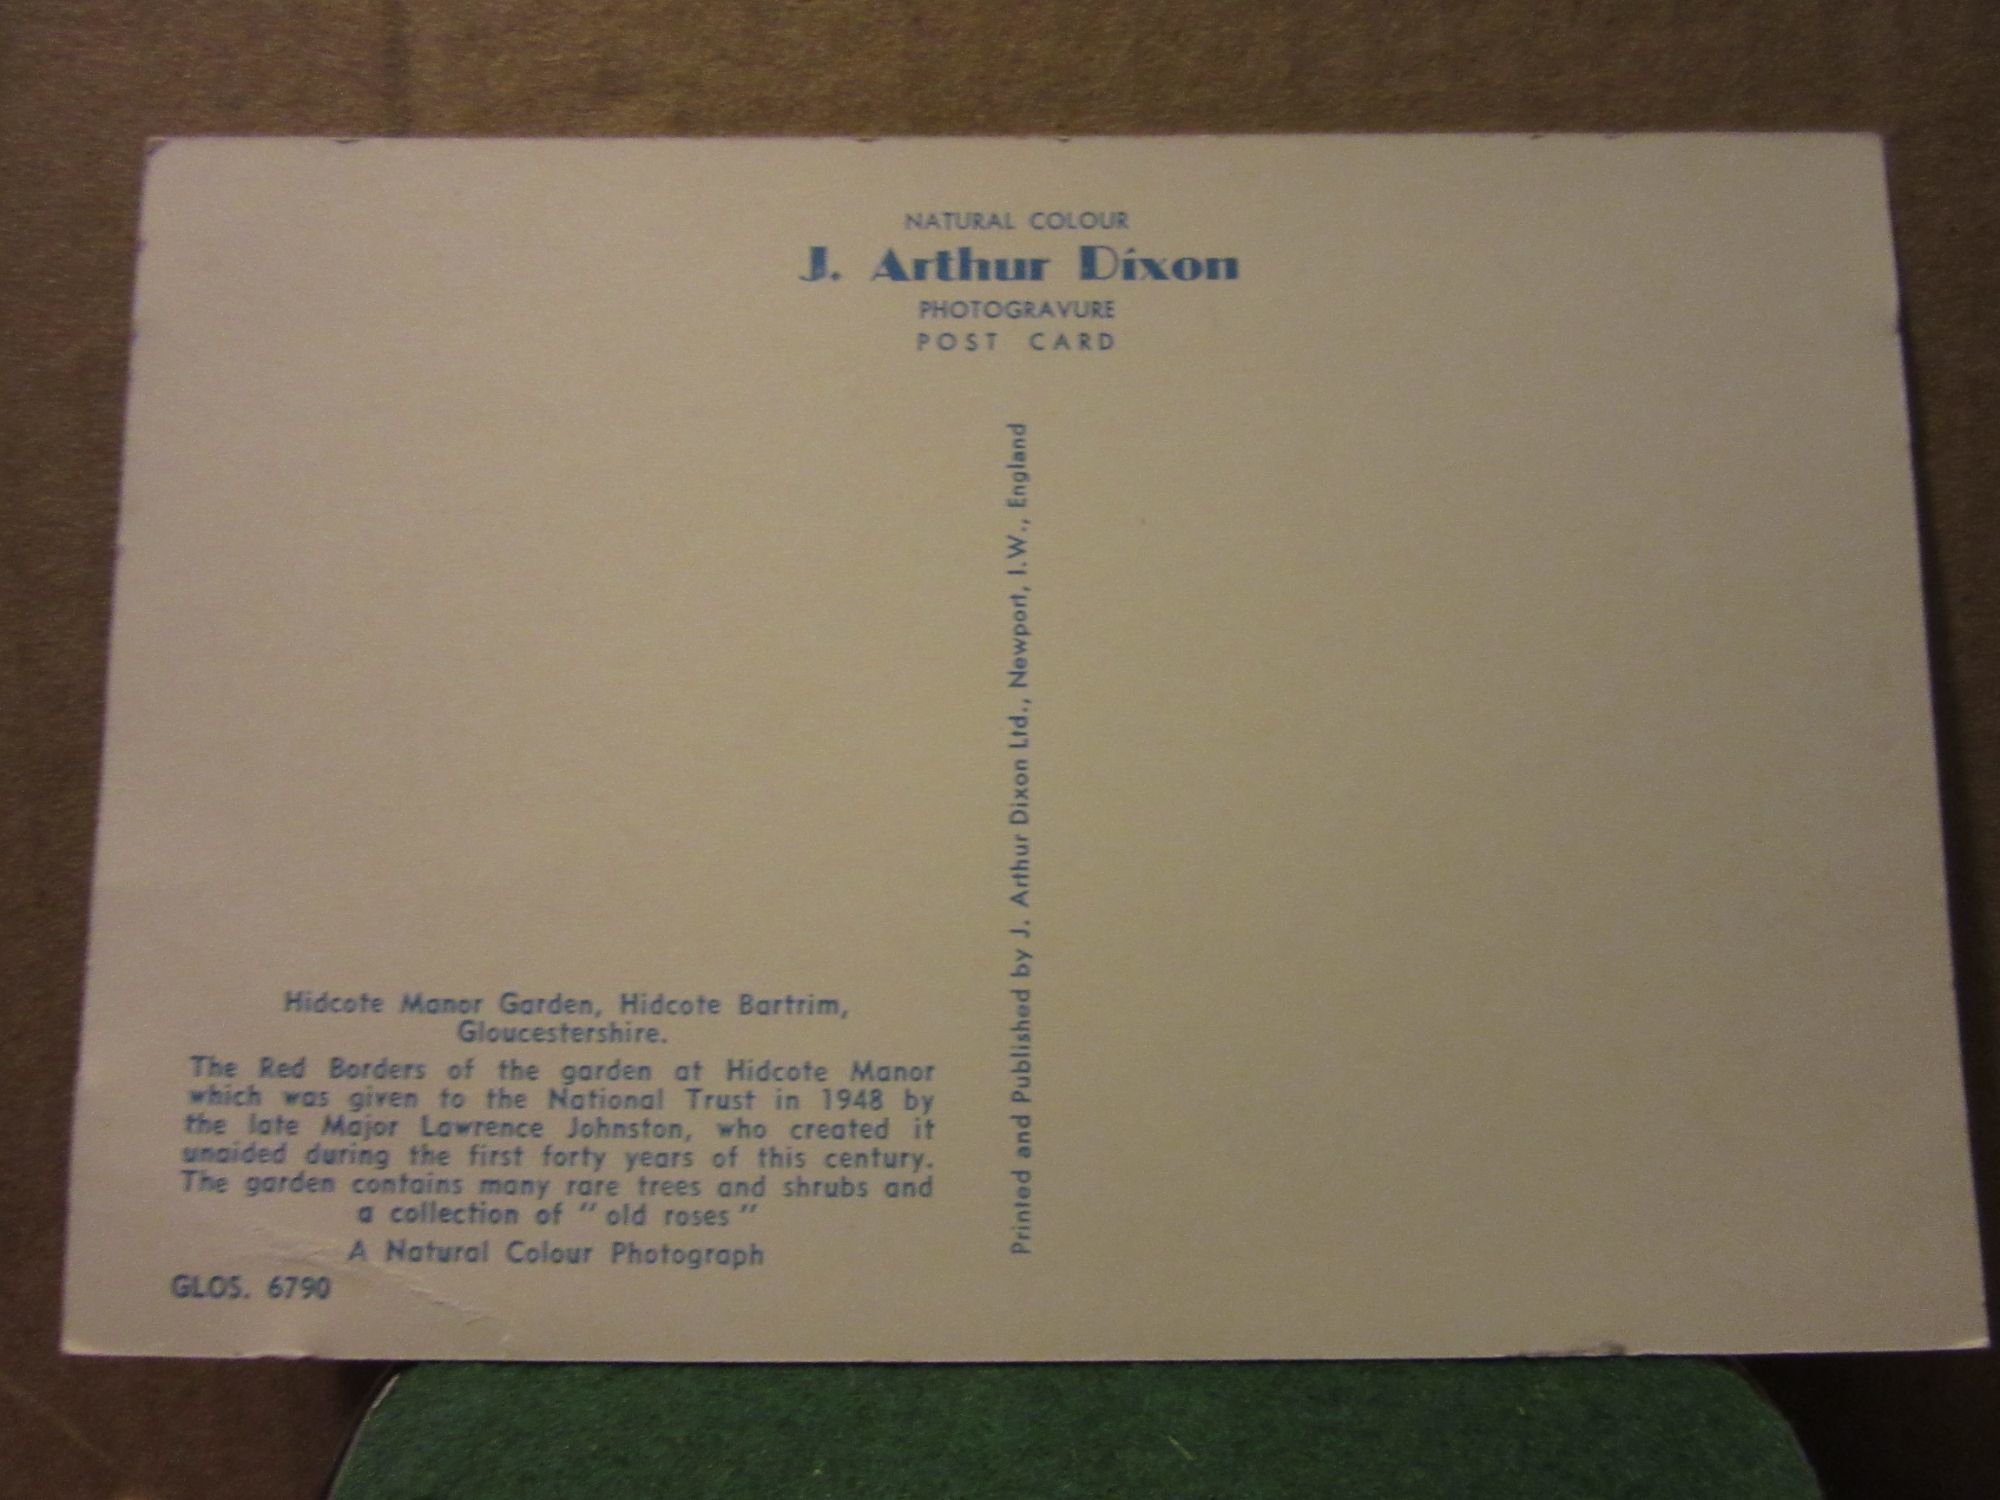 NATURAL COLOUR
J. Arthur Dixon
PHOTOGRAVURE
POST CARD
Printed and Published by J. Arthur Dixon Ltd., Newport, I.W., England
Hidcote Manor Garden, Hidcote Bartrim,
Gloucestershire.
The Red Borders of the garden at Hidcote Manor
which was given to the National Trust in 1948 by
the late Major Lawrence Johnston, who created it
unaided during the first forty years of this century.
The garden contains many rare trees and shrubs and
a collection of "old roses"
A Natural Colour Photograph
GLOS. 6790